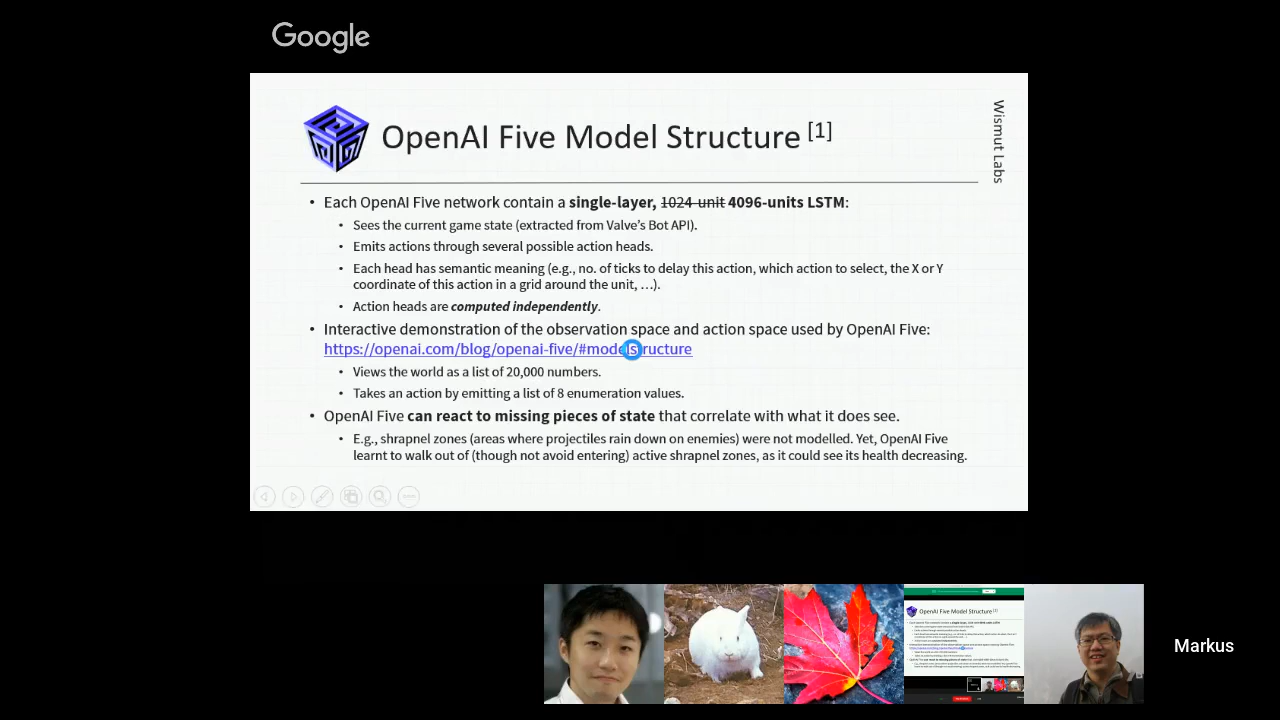 Google
OpenAI Five Model Structure [1]
Wismut Labs
• Each OpenAI Five network contain a single-layer, 1024-unit 4096-units LSTM:
• Sees the current game state (extracted from Valve's Bot API).
• Emits actions through several possible action heads.
• Each head has semantic meaning (e.g., no. of ticks to delay this action, which action to select, the X or Y
coordinate of this action in a grid around the unit, …).
• Action heads are computed independently.
• Interactive demonstration of the observation space and action space used by OpenAI Five:
https://openai.com/blog/openai-five/#modelstructure
• Views the world as a list of 20,000 numbers.
• Takes an action by emitting a list of 8 enumeration values.
• OpenAI Five can react to missing pieces of state that correlate with what it does see.
• E.g., shrapnel zones (areas where projectiles rain down on enemies) were not modelled. Yet, OpenAI Five
learnt to walk out of (though not avoid entering) active shrapnel zones, as it could see its health decreasing.
OpenAI Five Model Structure [1]
Markus